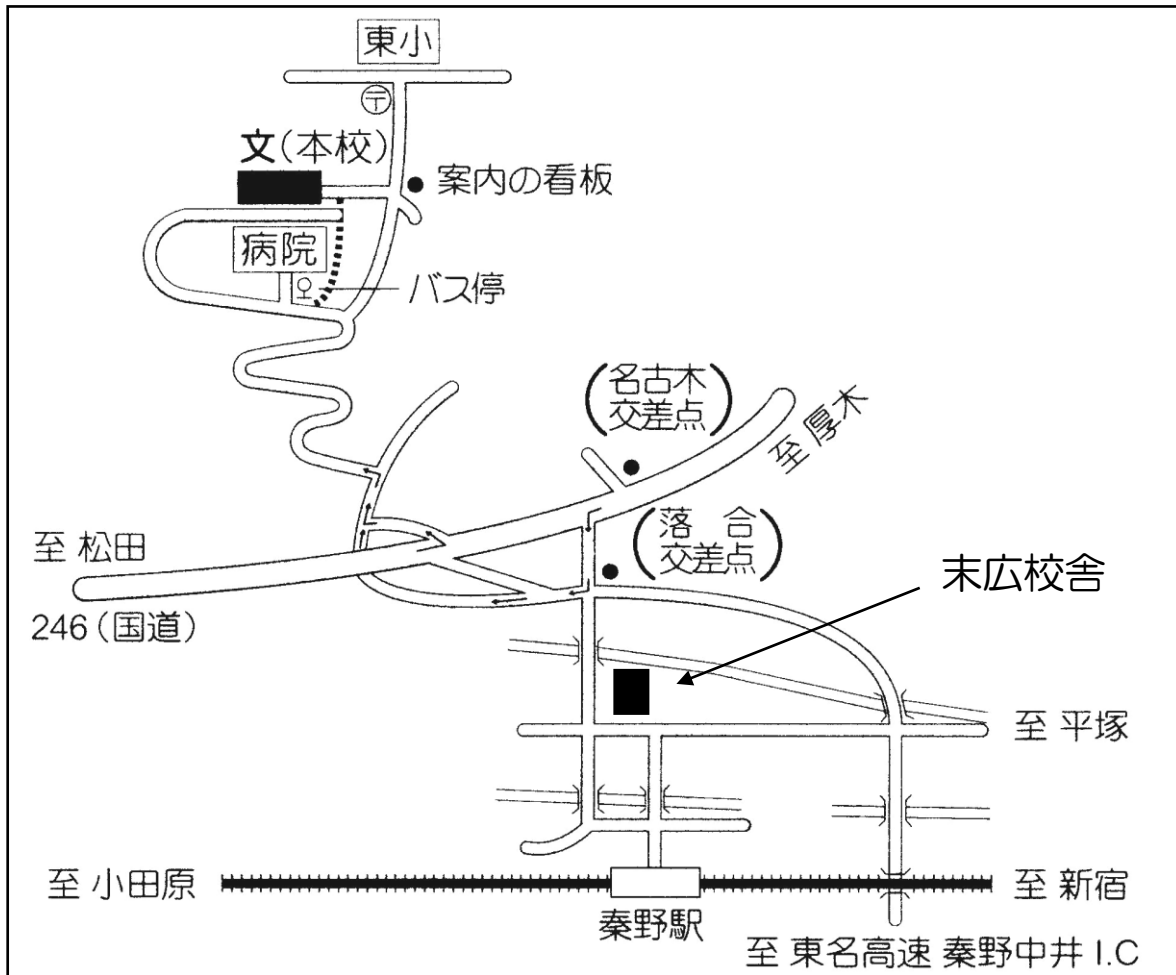 東小
〒
文(本校)
案内の看板
病院
バス停
(名古木
交差点)
至 厚木
(落 合
交差点)
至 松田
246 (国道)
末広校舎
至 平塚
至 小田原
至 新宿
秦野駅
至 東名高速 秦野中井 I.C